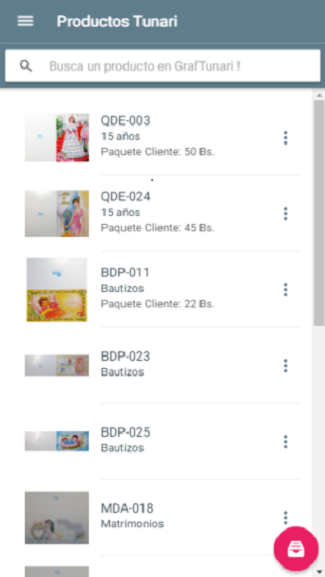 Productos Tunari
Busca un producto en GrafTunari !
QDE-003
15 años
Paquete Cliente: 50 Bs.
QDE-024
15 años
Paquete Cliente: 45 Bs.
BDP-011
Bautizos
Paquete Cliente: 22 Bs.
BDP-023
Bautizos
BDP-025
Bautizos
MDA-018
Matrimonios